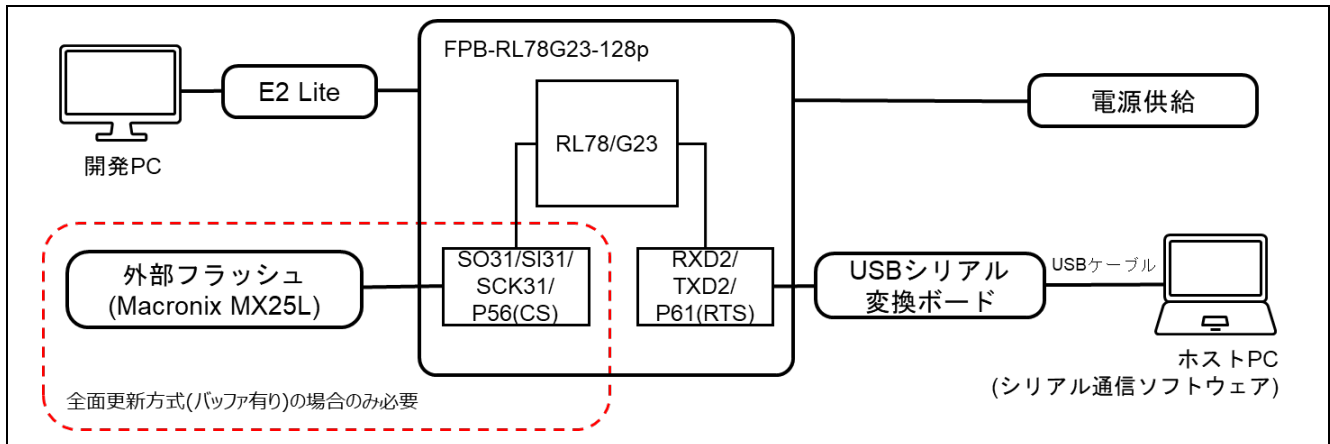 FPB-RL78G23-128p
E2 Lite
電源供給
RL78/G23
開発PC
外部フラッシュ
(Macronix MX25L)
SO31/SI31/
SCK31/
P56(CS)
RXD2/
TXD2/
P61(RTS)
USBシリアル
変換ボード
USBケーブル
ホストPC
(シリアル通信ソフトウェア)
全面更新方式(バッファ有り)の場合のみ必要